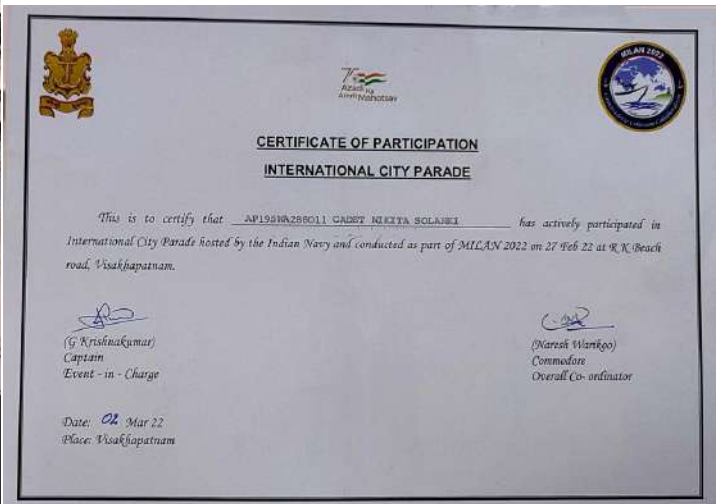 Azadi Ka
Amrit Mahotsav
MILAN 2022
CERTIFICATE OF PARTICIPATION
INTERNATIONAL CITY PARADE
This is to certify that CADET NIKITA SOLANKI has actively participated in
International City Parade hosted by the Indian Navy and conducted as part of MILAN 2022 on 27 Feb 22 at R K Beach
road, Visakhapatnam.
(G Krishnakumar)
Captain
Event - in - Charge
(Naresh Warikoo)
Commodore
Overall Co- ordinator
Date: 02 Mar 22
Place: Visakhapatnam